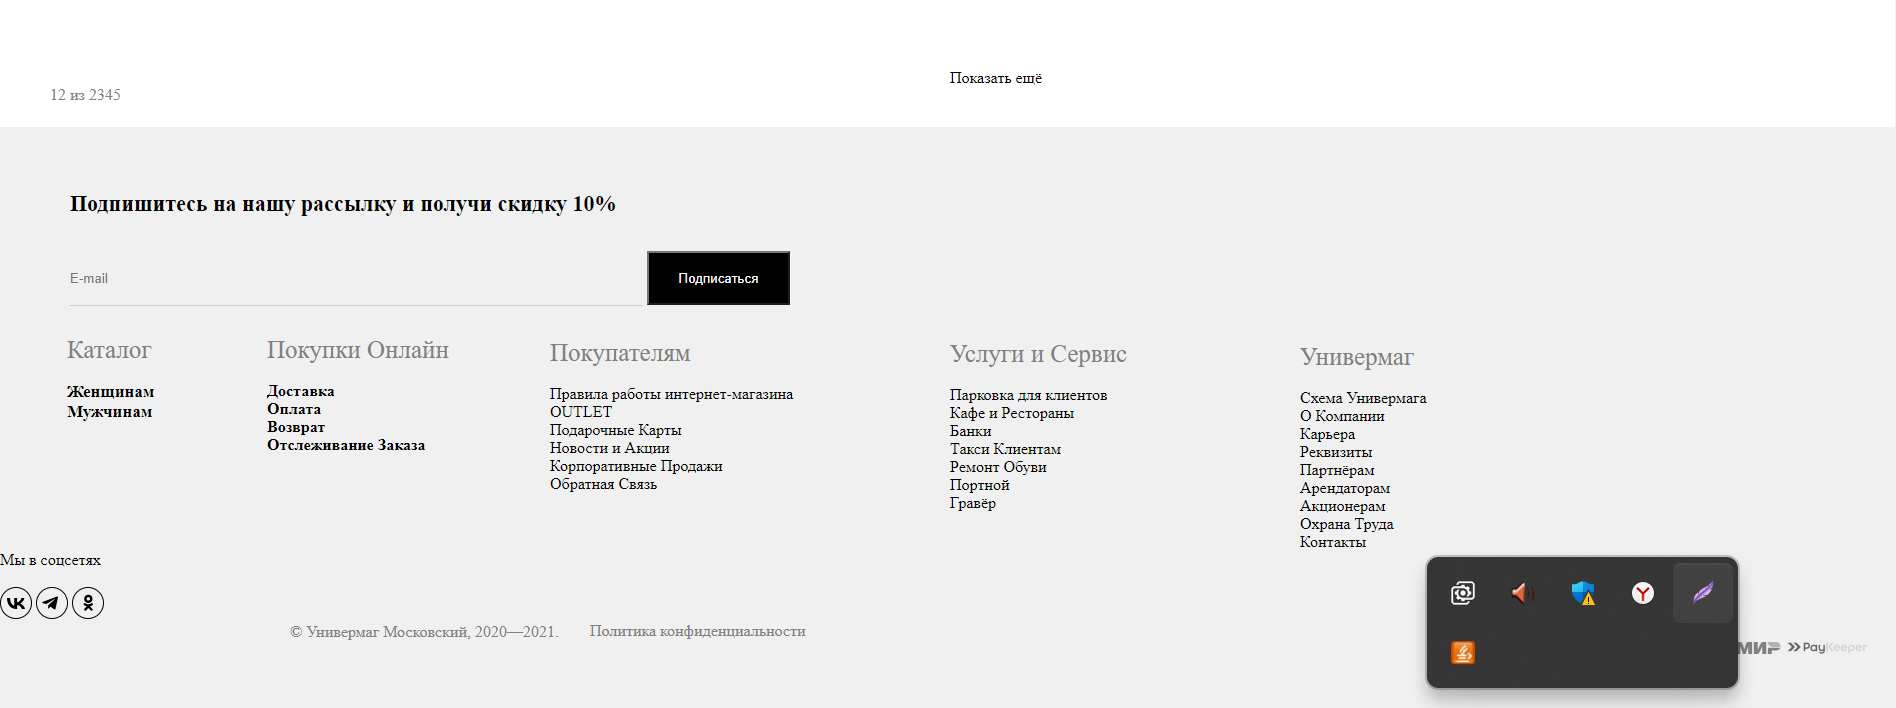 Показать ещё
12 из 2345
Подпишитесь на нашу рассылку и получи скидку 10%
E-mail
Подписаться
Каталог
Женщинам
Мужчинам
Покупки Онлайн
Доставка
Оплата
Возврат
Отслеживание Заказа
Покупателям
Правила работы интернет-магазина
OUTLET
Подарочные Карты
Новости и Акции
Корпоративные Продажи
Обратная Связь
Услуги и Сервис
Парковка для клиентов
Кафе и Рестораны
Банки
Такси Клиентам
Ремонт Обуви
Портной
Гравёр
Универмаг
Схема Универмага
О Компании
Карьера
Реквизиты
Партнёрам
Арендаторам
Акционерам
Охрана Труда
Контакты
Мы в соцсетях
© Универмаг Московский, 2020—2021.
Политика конфиденциальности
МИР PayKeeper